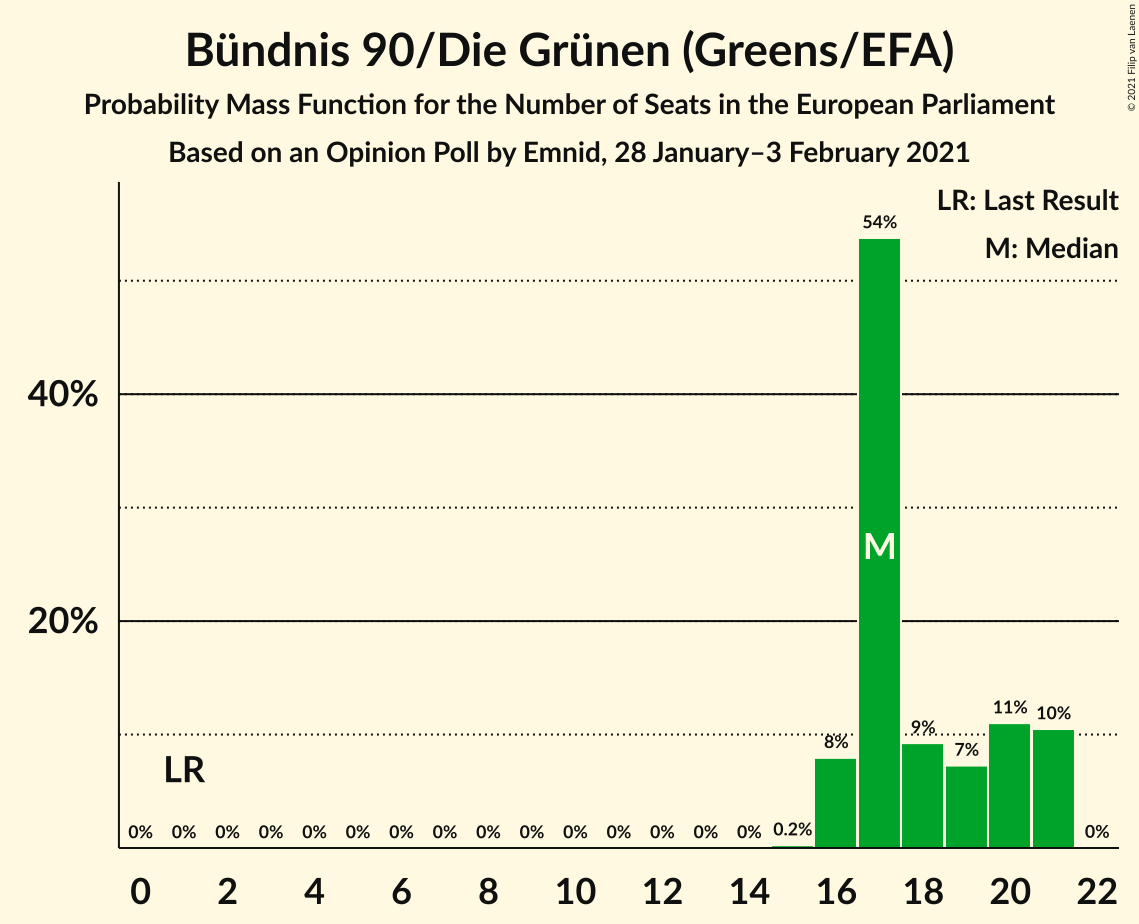 Bündnis 90/Die Grünen (Greens/EFA)
Probability Mass Function for the Number of Seats in the European Parliament
Based on an Opinion Poll by Emnid, 28 January–3 February 2021
© 2021 Filip van Laenen
LR: Last Result
M: Median
54%
40%
M
20%
8% 9% 7% 11% 10%
LR
0% 0% 0% 0% 0% 0% 0% 0% 0% 0% 0% 0% 0% 0% 0% 0.2% 0%
0 2 4 6 8 10 12 14 16 18 20 22